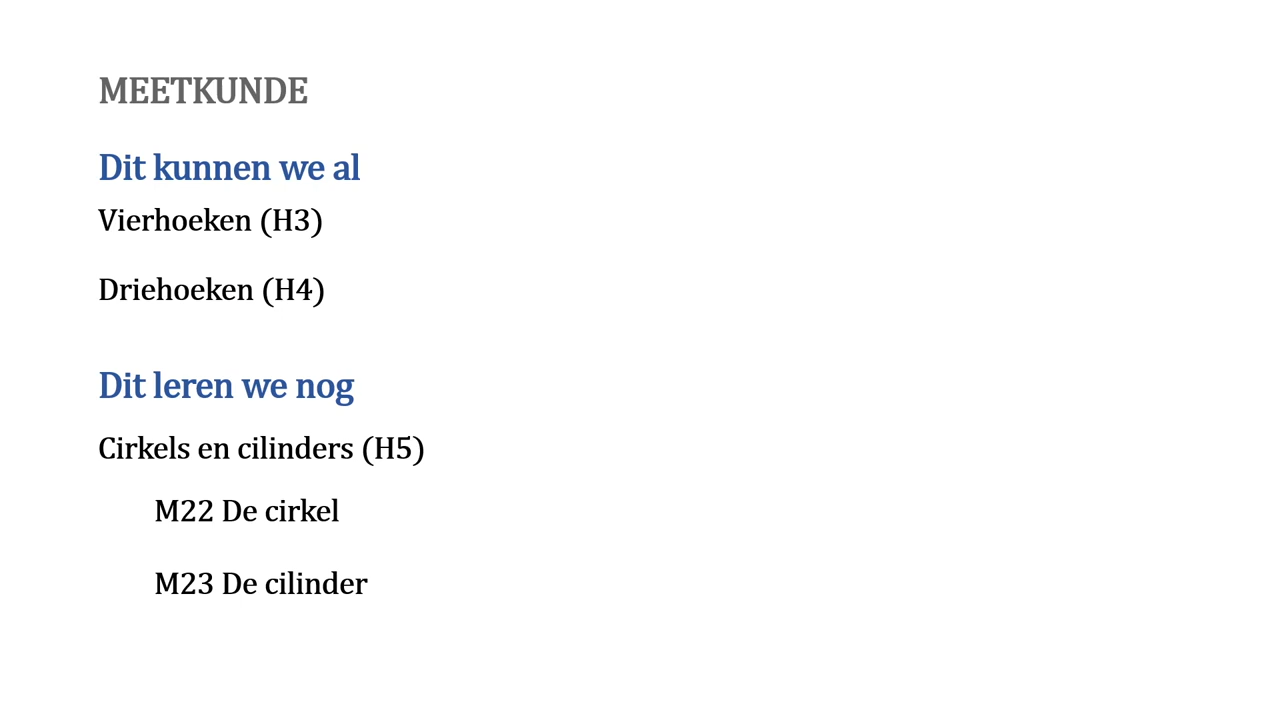 MEETKUNDE
Dit kunnen we al
Vierhoeken (H3)
Driehoeken (H4)
Dit leren we nog
Cirkels en cilinders (H5)
M22 De cirkel
M23 De cilinder